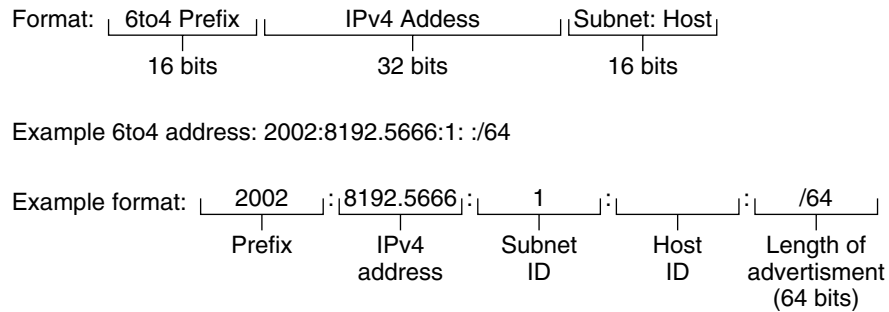 Format: 6to4 Prefix IPv4 Addess Subnet: Host
16 bits 32 bits 16 bits
Example 6to4 address: 2002:8192.5666:1: :/64
Example format: 2002 : 8192.5666 : 1 : : /64
Prefix IPv4 Subnet Host Length of
address ID ID advertisment
(64 bits)